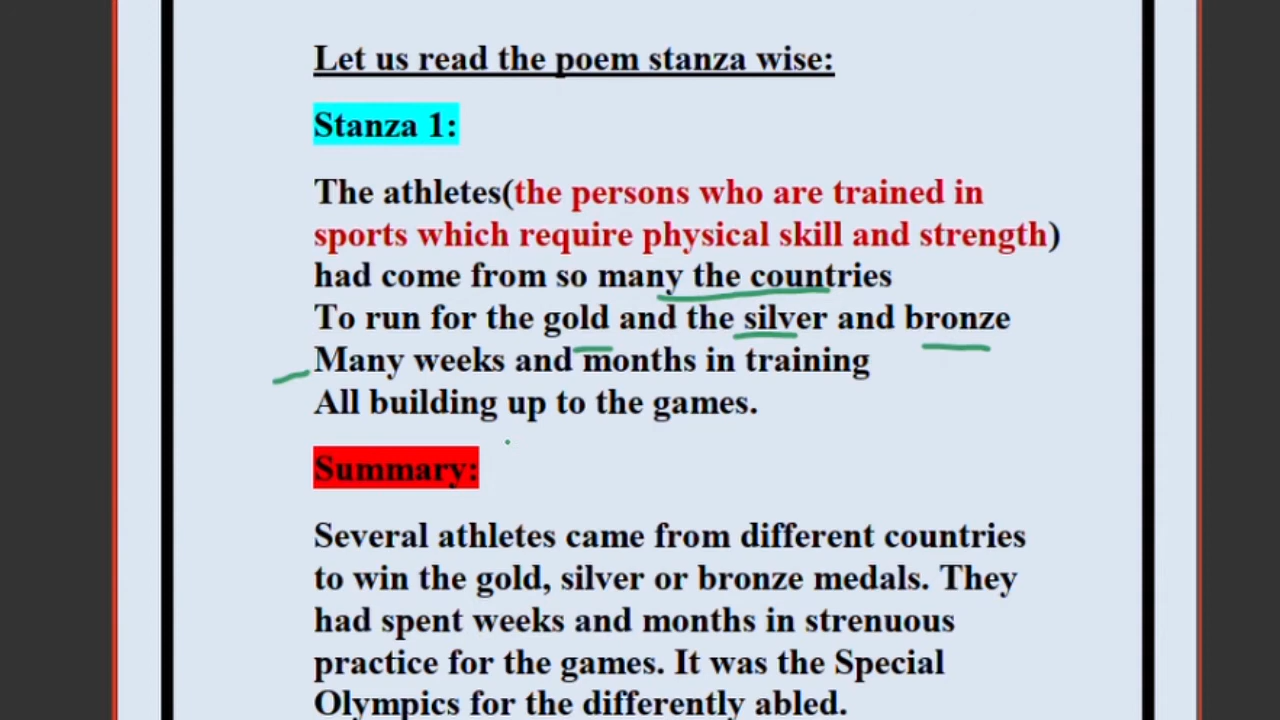 Let us read the poem stanza wise:
Stanza 1:
The athletes(the persons who are trained in
sports which require physical skill and strength)
had come from so many the countries
To run for the gold and the silver and bronze
Many weeks and months in training
All building up to the games.
Summary:
Several athletes came from different countries
to win the gold, silver or bronze medals. They
had spent weeks and months in strenuous
practice for the games. It was the Special
Olympics for the differently abled.